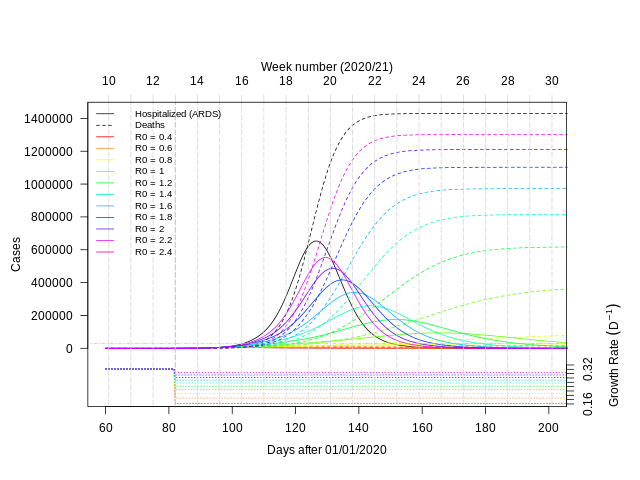 Week number (2020/21)
10 12 14 16 18 20 22 24 26 28 30
Hospitalized (ARDS)
Deaths
R0 = 0.4
R0 = 0.6
R0 = 0.8
R0 = 1
R0 = 1.2
R0 = 1.4
R0 = 1.6
R0 = 1.8
R0 = 2
R0 = 2.2
R0 = 2.4
1400000
1200000
1000000
800000
600000
400000
200000
0
Cases
0.32
0.16
Growth Rate (D⁻¹)
60 80 100 120 140 160 180 200
Days after 01/01/2020